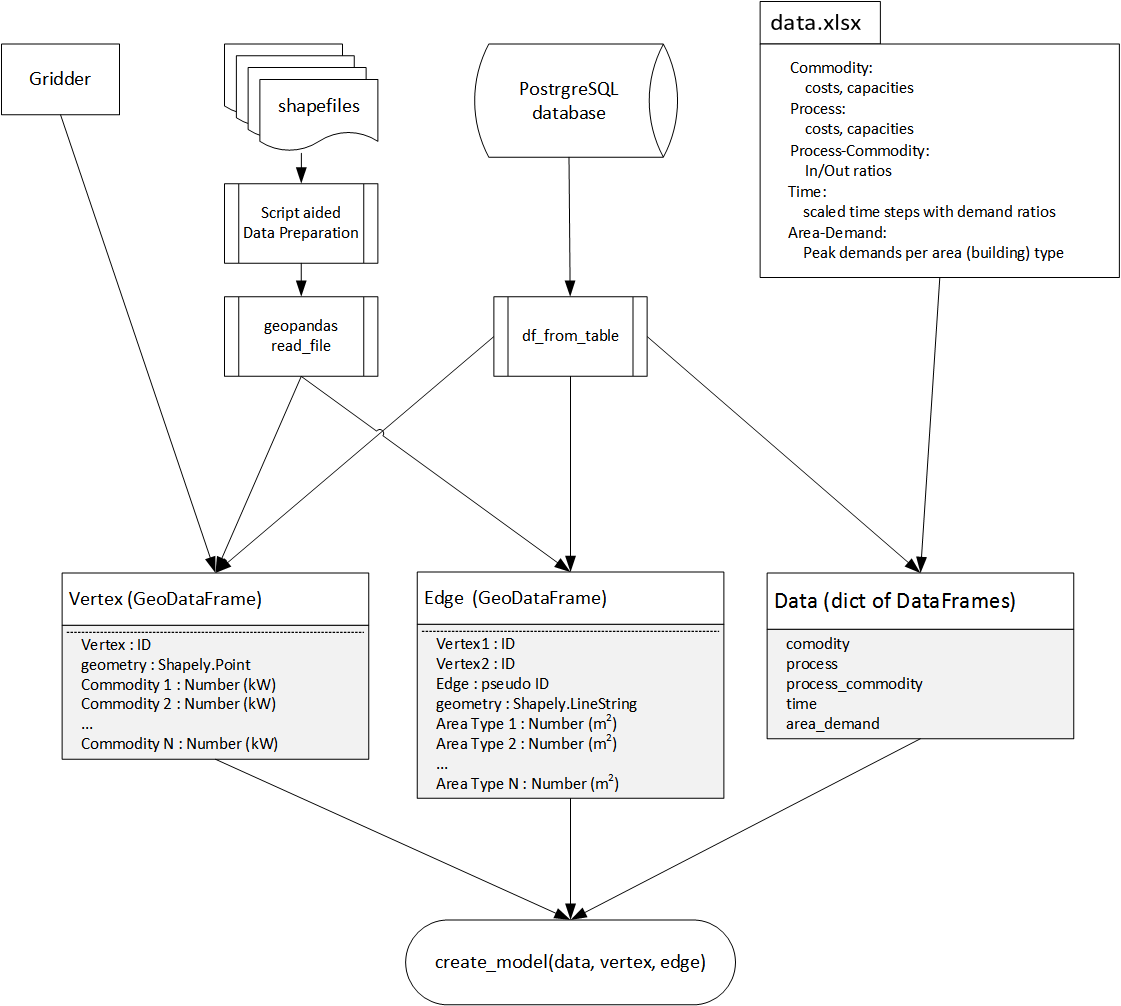 data.xlsx
Gridder
shapefiles
PostrgreSQL
database
Commodity:
costs, capacities
Process:
costs, capacities
Process-Commodity:
In/Out ratios
Time:
scaled time steps with demand ratios
Area-Demand:
Peak demands per area (building) type
Script aided
Data Preparation
geopandas
read_file
df_from_table
Vertex (GeoDataFrame)
Vertex : ID
geometry : Shapely.Point
Commodity 1 : Number (kW)
Commodity 2 : Number (kW)
...
Commodity N : Number (kW)
Edge (GeoDataFrame)
Vertex1 : ID
Vertex2 : ID
Edge : pseudo ID
geometry : Shapely.LineString
Area Type 1 : Number (m²)
Area Type 2 : Number (m²)
...
Area Type N : Number (m²)
Data (dict of DataFrames)
comodity
process
process_commodity
time
area_demand
create_model(data, vertex, edge)